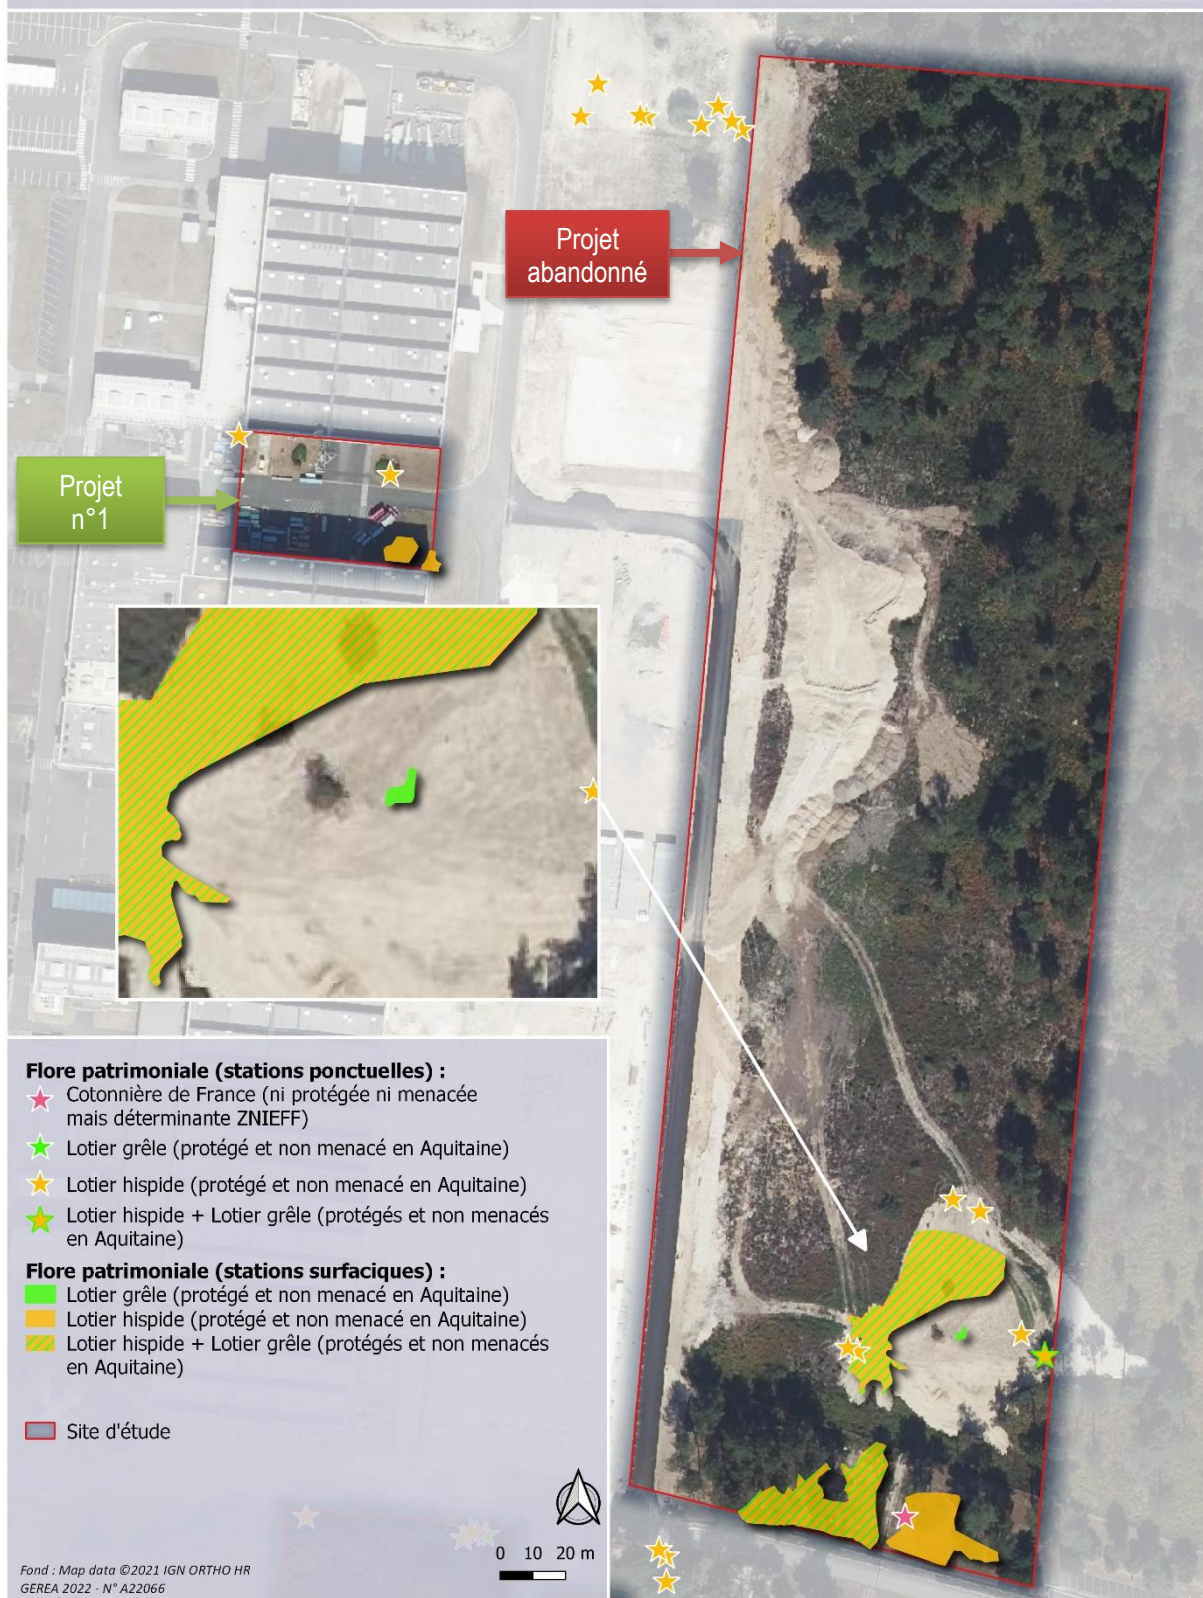 Projet
abandonné
Projet
n°1
Flore patrimoniale (stations ponctuelles) :
Cotonnière de France (ni protégée ni menacée
mais déterminante ZNIEFF)
Lotier grêle (protégé et non menacé en Aquitaine)
Lotier hispide (protégé et non menacé en Aquitaine)
Lotier hispide + Lotier grêle (protégés et non menacés
en Aquitaine)
Flore patrimoniale (stations surfaciques) :
Lotier grêle (protégé et non menacé en Aquitaine)
Lotier hispide (protégé et non menacé en Aquitaine)
Lotier hispide + Lotier grêle (protégés et non menacés
en Aquitaine)
Site d'étude
0 10 20 m
Fond : Map data ©2021 IGN ORTHO HR
GEREA 2022 - N° A22066